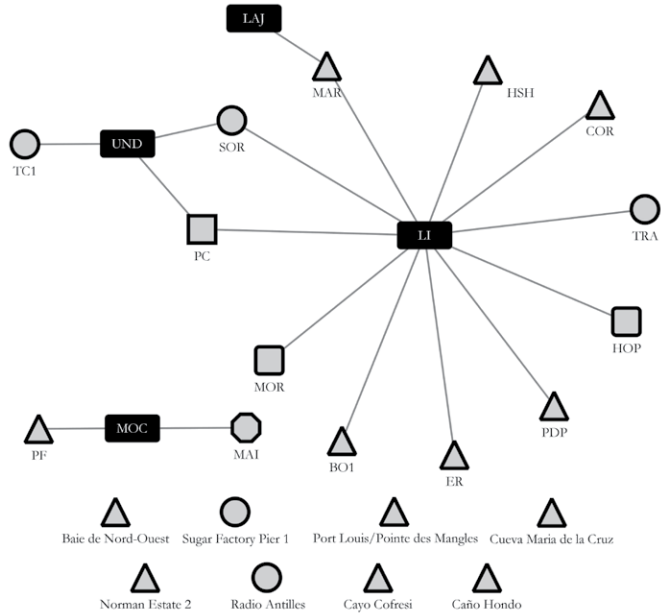 LAJ
MAR
HSH
COR
UND
SOR
TC1
TRA
LI
PC
HOP
MOR
PDP
MOC
PF
MAI
BO1
ER
Baie de Nord-Ouest Sugar Factory Pier 1 Port Louis/Pointe des Mangles Cueva Maria de la Cruz
Norman Estate 2 Radio Antilles Cayo Cofresi Caño Hondo